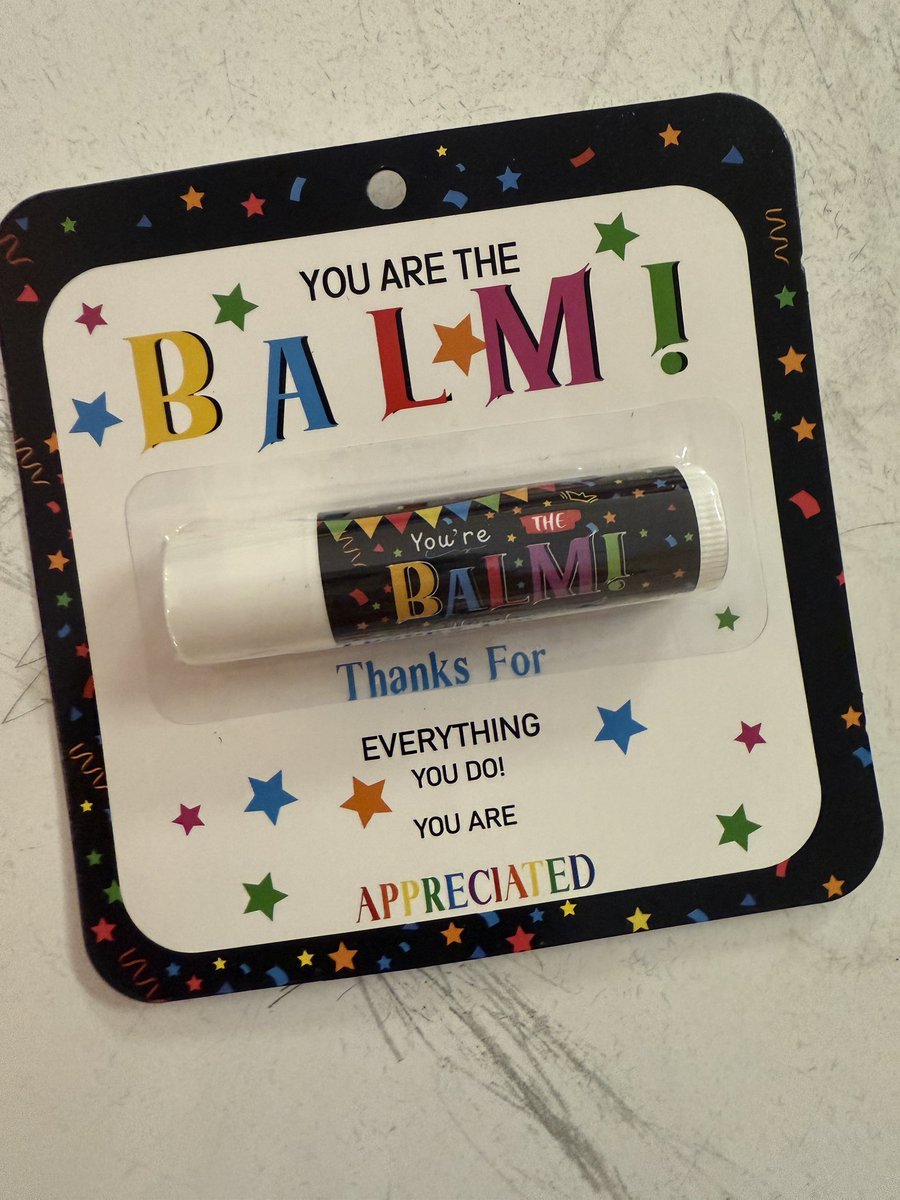 YOU ARE THE
BALM!
You're THE
BALM!
Thanks For
EVERYTHING
YOU DO!
YOU ARE
APPRECIATED